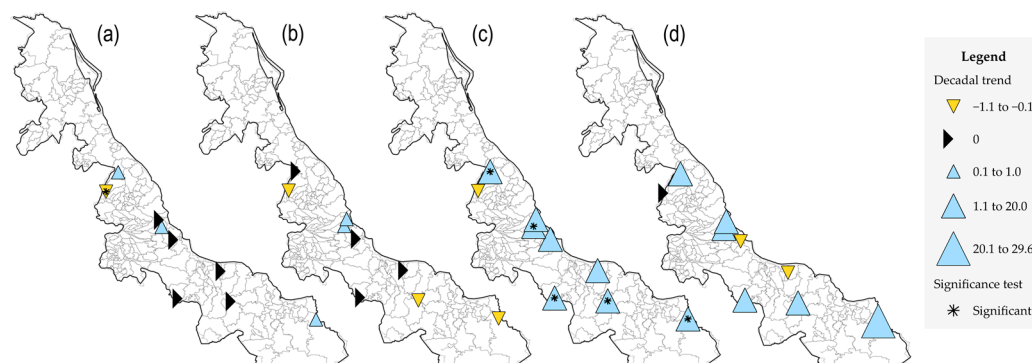 (a)
(b)
(c)
(d)
Legend
Decadal trend
−1.1 to −0.1
0
0.1 to 1.0
1.1 to 20.0
20.1 to 29.6
Significance test
Significant